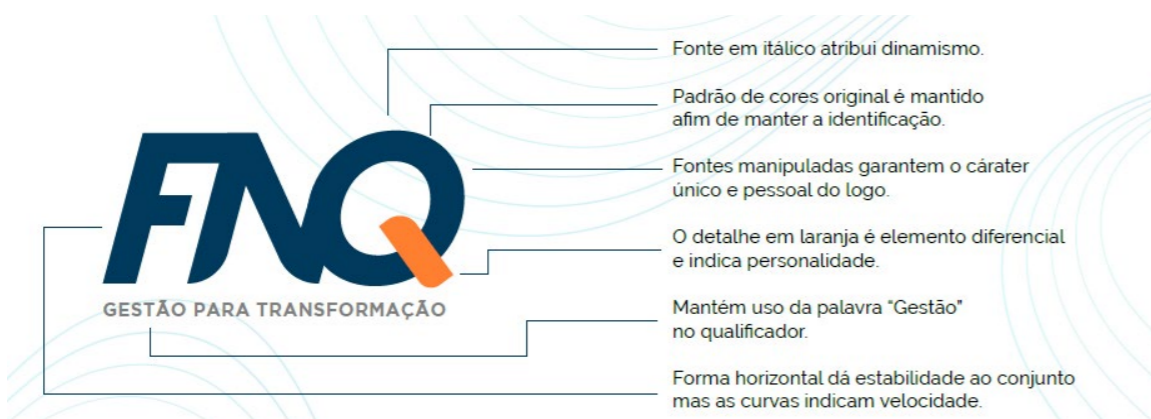 Fonte em itálico atribui dinamismo.
Padrão de cores original é mantido
afim de manter a identificação.
Fontes manipuladas garantem o cárater
único e pessoal do logo.
O detalhe em laranja é elemento diferencial
e indica personalidade.
Mantém uso da palavra “Gestão”
no qualificador.
Forma horizontal dá estabilidade ao conjunto
mas as curvas indicam velocidade.
FNQ
GESTÃO PARA TRANSFORMAÇÃO